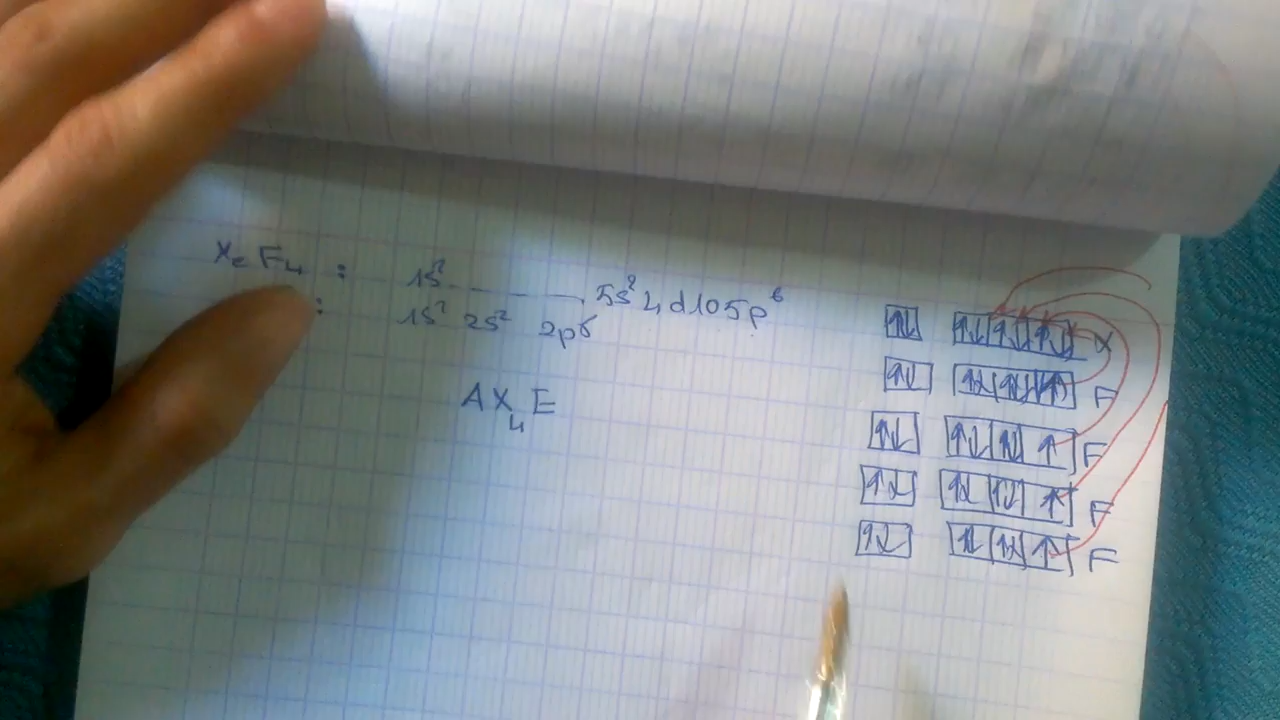 XeF₄ : 1s² ------- 5s² 4d10 5p⁶
: 1s² 2s² 2p⁵
AX₄E
X
F
F
F
F